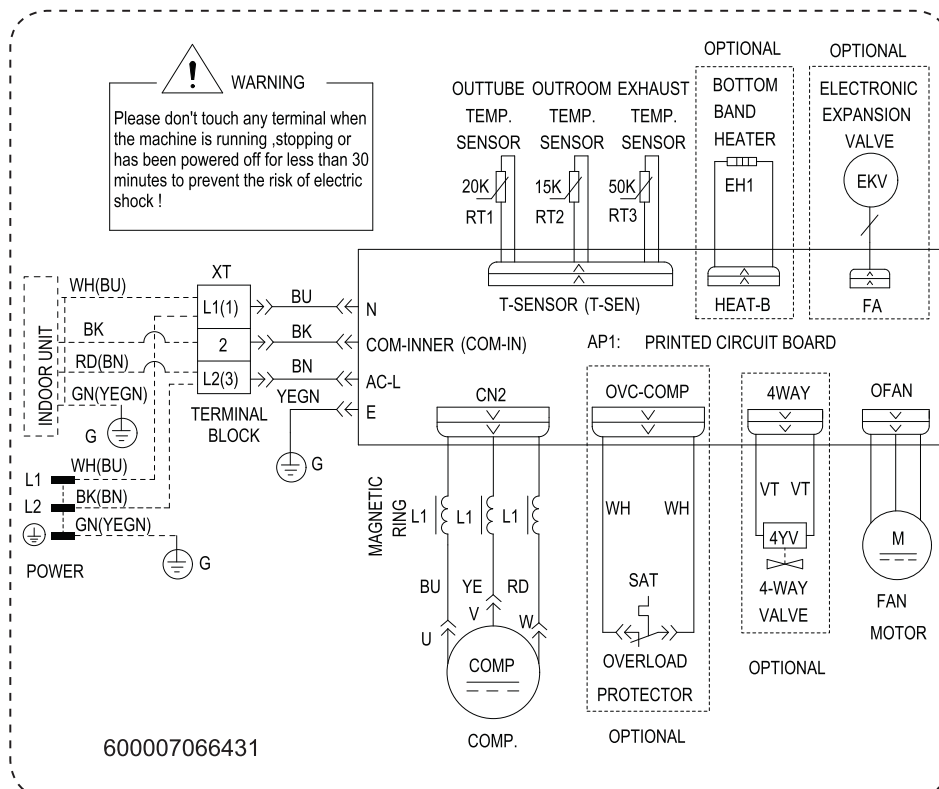 WARNING
!
Please don't touch any terminal when
the machine is running ,stopping or
has been powered off for less than 30
minutes to prevent the risk of electric
shock !
OUTTUBE
TEMP.
SENSOR
20K
RT1
OUTROOM
TEMP.
SENSOR
15K
RT2
EXHAUST
TEMP.
SENSOR
50K
RT3
T-SENSOR (T-SEN)
OPTIONAL
BOTTOM
BAND
HEATER
EH1
HEAT-B
OPTIONAL
ELECTRONIC
EXPANSION
VALVE
EKV
FA
INDOOR UNIT
WH(BU)
BK
RD(BN)
GN(YEGN)
G
XT
L1(1)
2
L2(3)
TERMINAL
BLOCK
BU
BK
BN
YEGN
G
N
COM-INNER (COM-IN)
AC-L
E
AP1: PRINTED CIRCUIT BOARD
L1
WH(BU)
L2
BK(BN)
GN(YEGN)
G
POWER
CN2
MAGNETIC
RING
L1
L1
L1
BU
YE
RD
U
V
W
COMP
COMP.
OVC-COMP
WH
WH
SAT
OVERLOAD
PROTECTOR
OPTIONAL
4WAY
VT
VT
4YV
4-WAY
VALVE
OPTIONAL
OFAN
M
FAN
MOTOR
600007066431